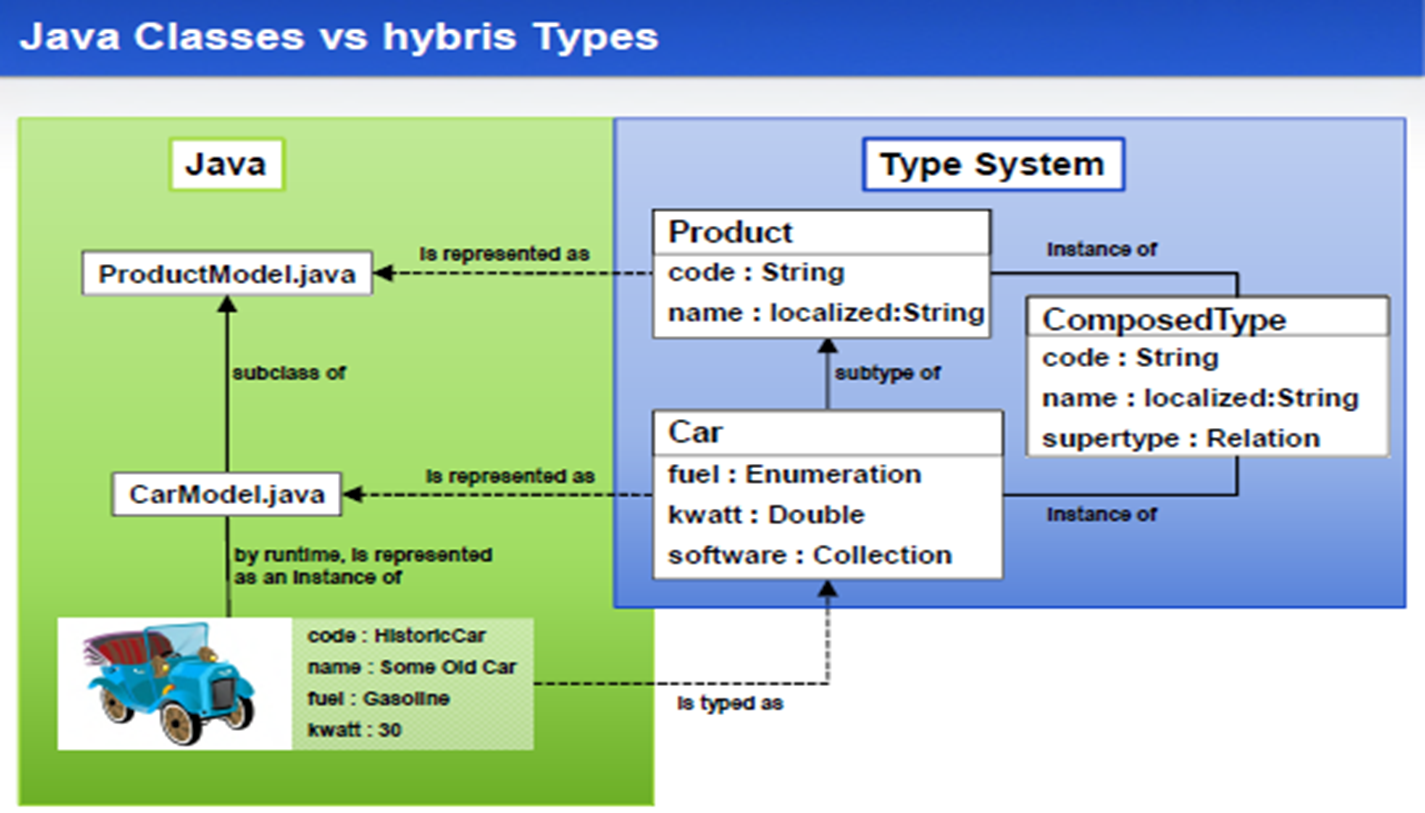 Java Classes vs hybris Types
Java
Type System
ProductModel.java
Is represented as
Product
code : String
name : localized:String
Instance of
ComposedType
code : String
name : localized:String
supertype : Relation
subclass of
subtype of
CarModel.java
Is represented as
Car
fuel : Enumeration
kwatt : Double
software : Collection
Instance of
by runtime, is represented
as an instance of
code : HistoricCar
name : Some Old Car
fuel : Gasoline
kwatt : 30
Is typed as